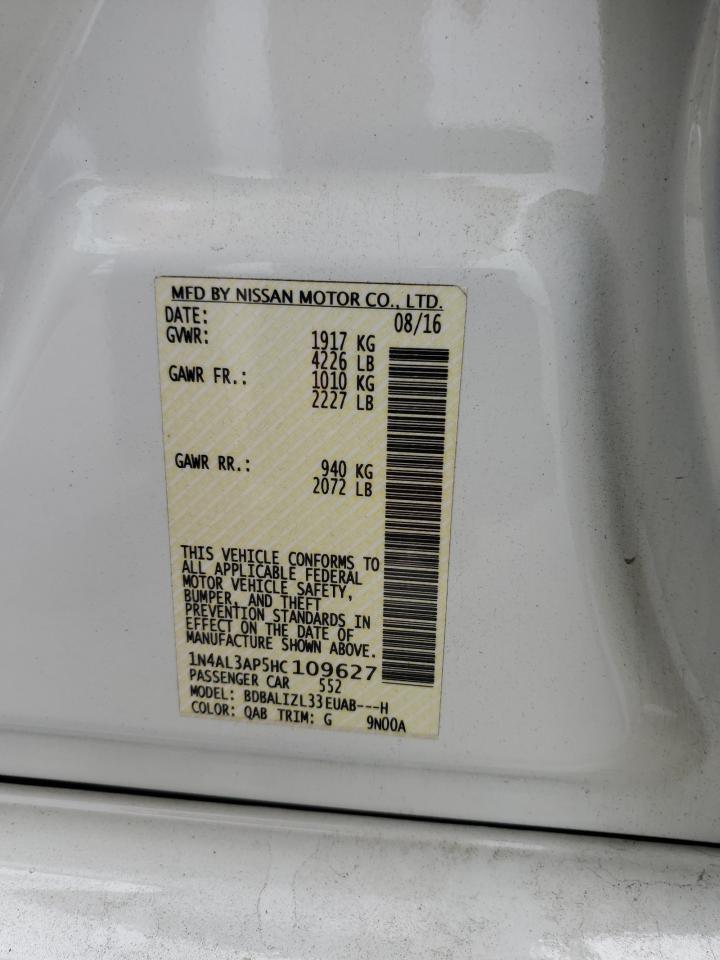 MFD BY NISSAN MOTOR CO., LTD.
DATE: 08/16
GVWR: 1917 KG
4226 LB
GAWR FR.: 1010 KG
2227 LB
GAWR RR.: 940 KG
2072 LB
THIS VEHICLE CONFORMS TO
ALL APPLICABLE FEDERAL
MOTOR VEHICLE SAFETY,
BUMPER, AND THEFT
PREVENTION STANDARDS IN
EFFECT ON THE DATE OF
MANUFACTURE SHOWN ABOVE.
1N4AL3AP5HC109627
PASSENGER CAR 552
MODEL: BDBALIZL33EUAB---H
COLOR: QAB TRIM: G 9N00A